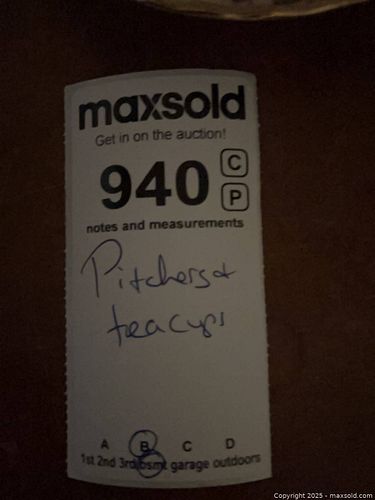 maxsold
Get in on the auction!
940 C
P
notes and measurements
Pitchers &
teacups
A B C D
1st 2nd 3rd bsmt garage outdoors
Copyright 2025 - maxsold.com